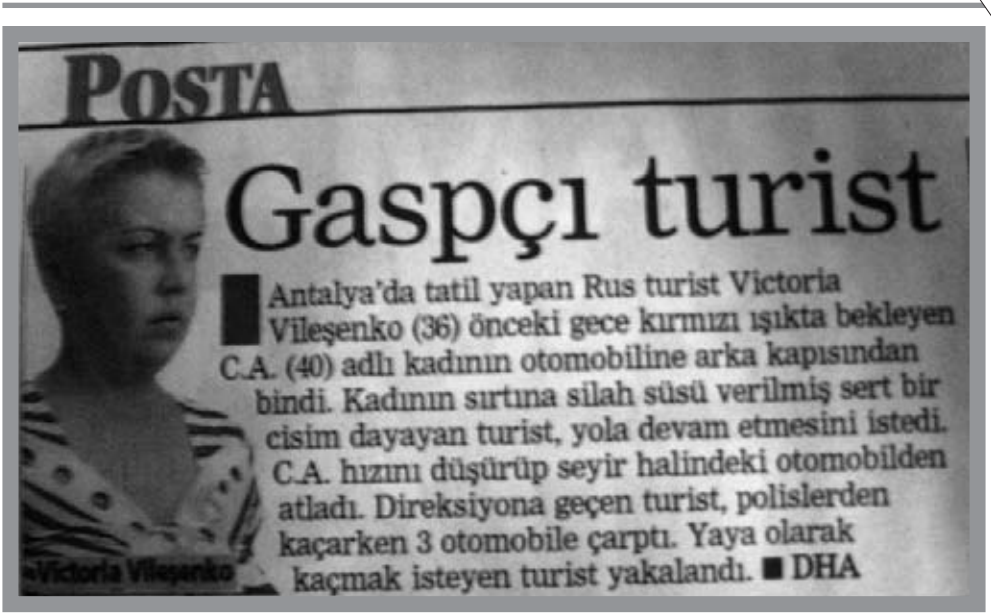 POSTA
Gaspçı turist
Antalya'da tatil yapan Rus turist Victoria
Vileşenko (36) önceki gece kırmızı ışıkta bekleyen
C.A. (40) adlı kadının otomobiline arka kapısından
bindi. Kadının sırtına silah süsü verilmiş sert bir
cisim dayayan turist, yola devam etmesini istedi.
C.A. hızını düşürüp seyir halindeki otomobilden
atladı. Direksiyona geçen turist, polislerden
kaçarken 3 otomobile çarptı. Yaya olarak
kaçmak isteyen turist yakalandı. ■ DHA
Victoria Vileşenko